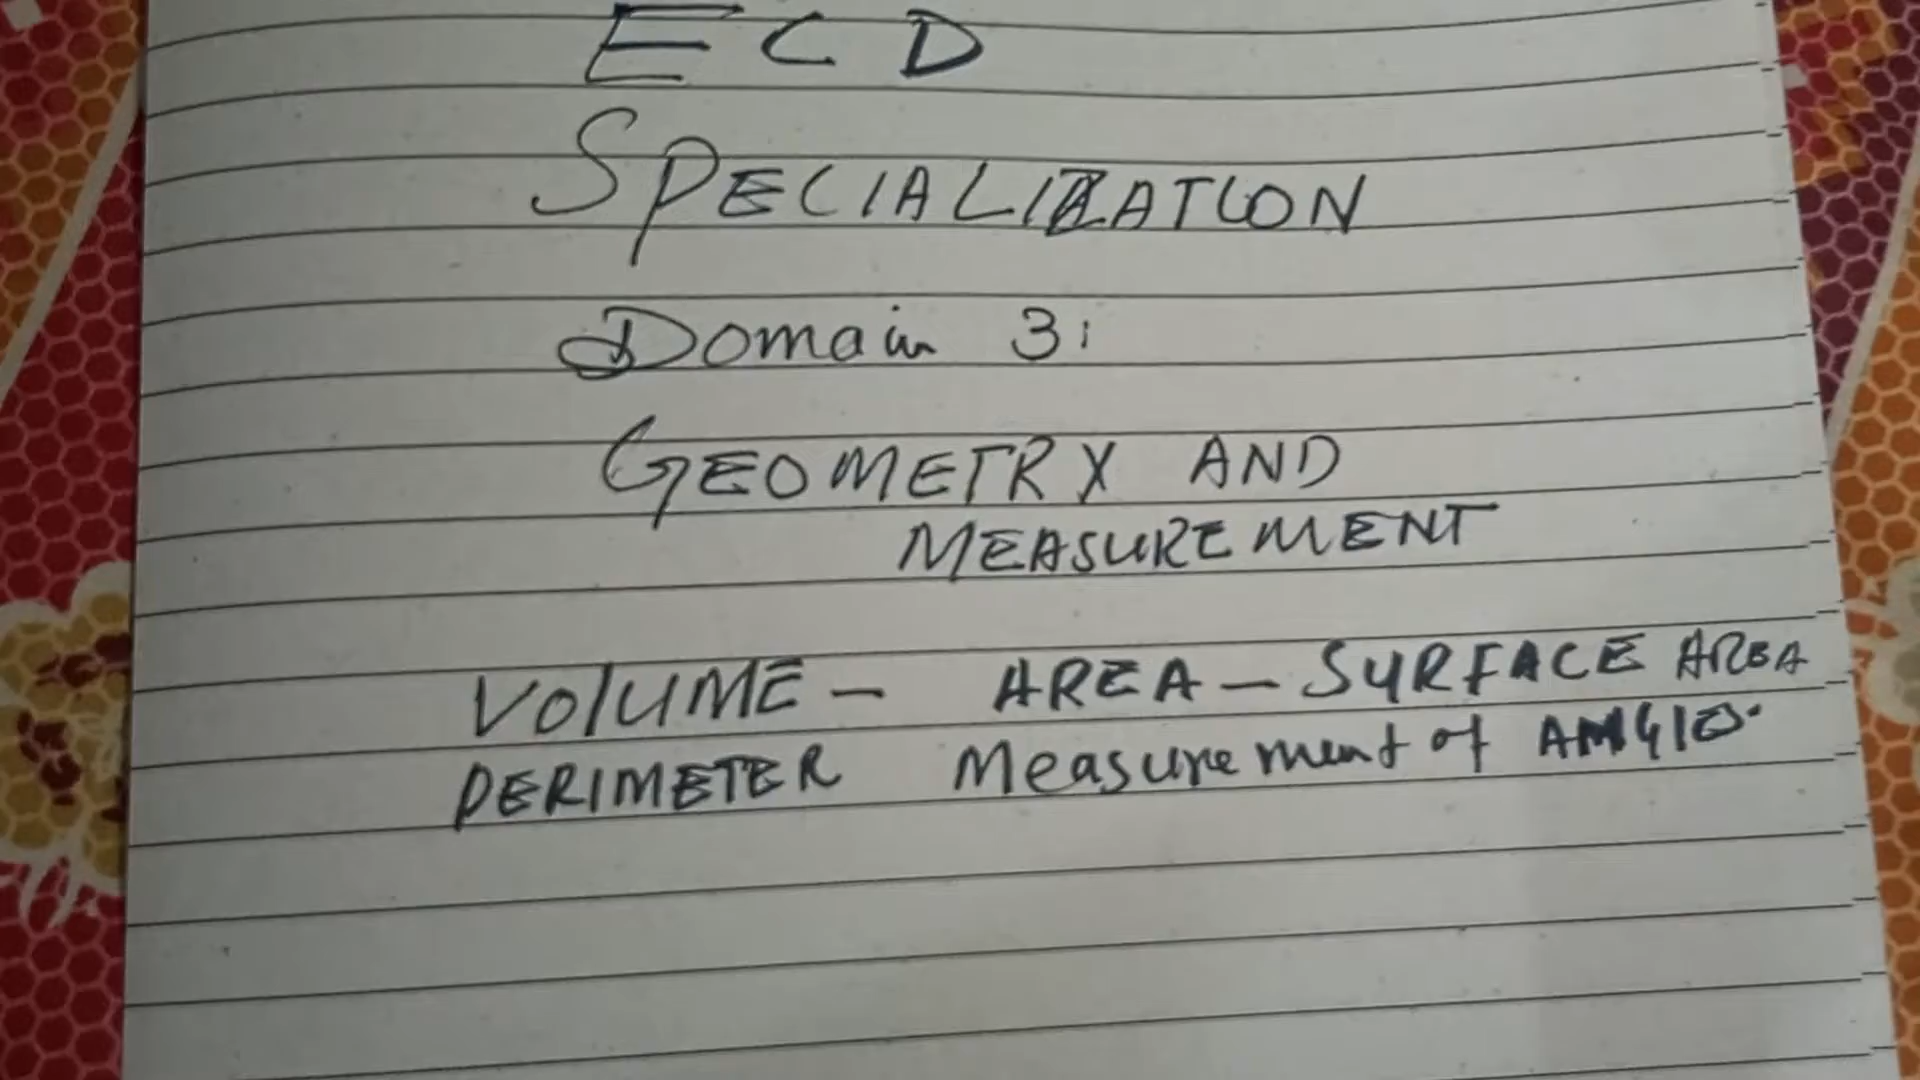 ECD
SPECIALIZATION
Domain 3:
GEOMETRY AND
MEASUREMENT
VOLUME - AREA - SURFACE AREA
PERIMETER Measurement of